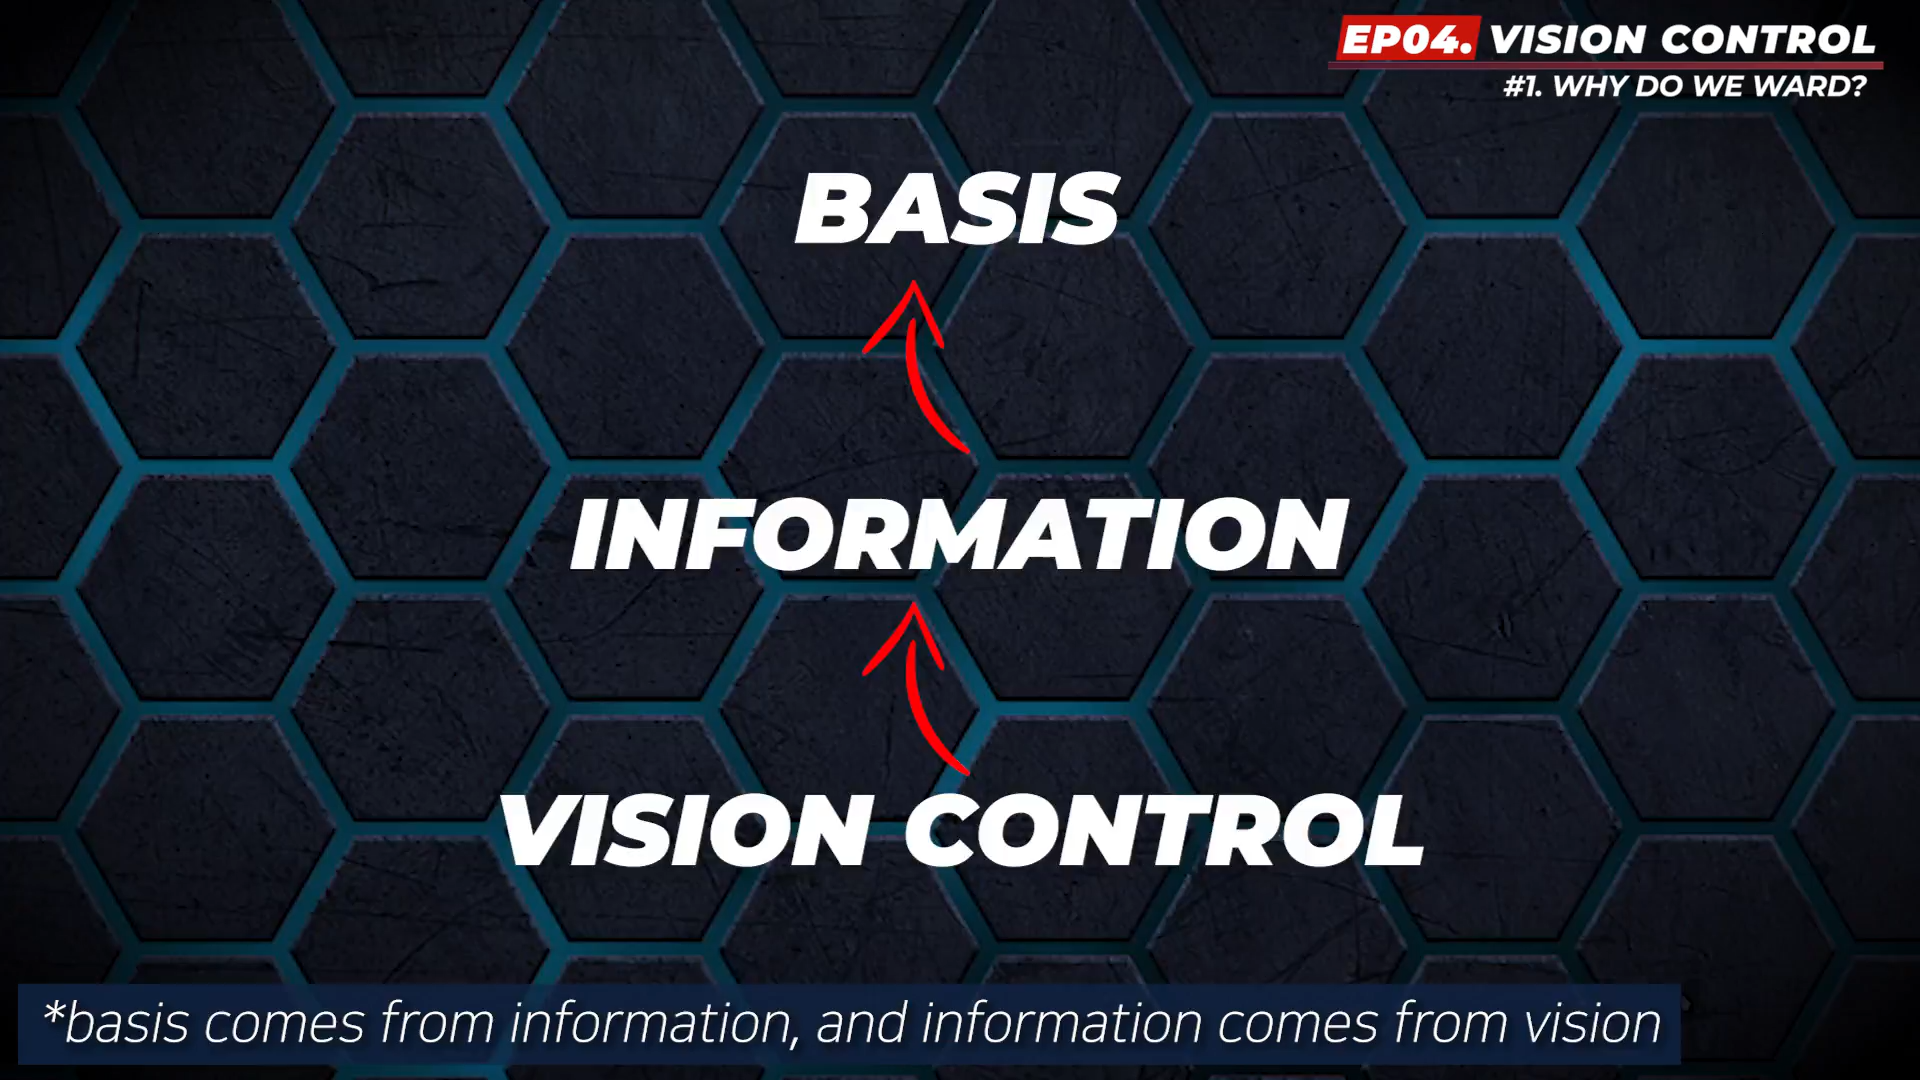 EP04. VISION CONTROL
#1. WHY DO WE WARD?
BASIS
INFORMATION
VISION CONTROL
*basis comes from information, and information comes from vision